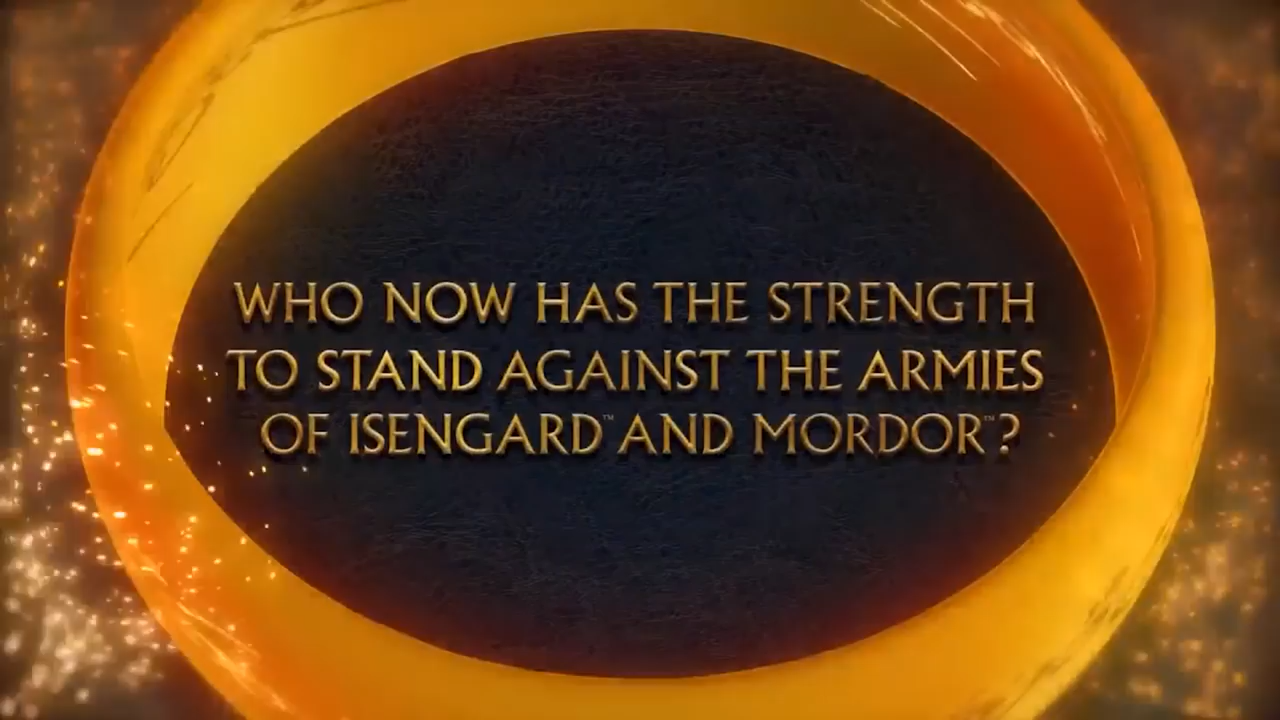 WHO NOW HAS THE STRENGTH
TO STAND AGAINST THE ARMIES
OF ISENGARD™ AND MORDOR™?